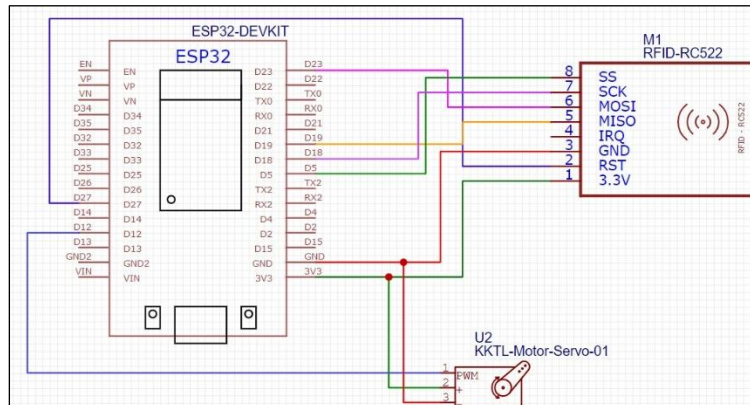 ESP32-DEVKIT
ESP32
EN EN D23 D23
VP VP D22 D22
VN VN TX0 TX0
D34 D34 RX0 RX0
D35 D35 D21 D21
D32 D32 D19 D19
D33 D33 D18 D18
D25 D25 D5 D5
D26 D26 TX2 TX2
D27 D27 RX2 RX2
D14 D14 D4 D4
D12 D12 D2 D2
D13 D13 D15 D15
GND2 GND2 GND GND
VIN VIN 3V3 3V3
M1
RFID-RC522
8 SS
7 SCK
6 MOSI
5 MISO
4 IRQ
3 GND
2 RST
1 3.3V
RFID - RC522
U2
KKTL-Motor-Servo-01
1 PWM
2 +
3 -